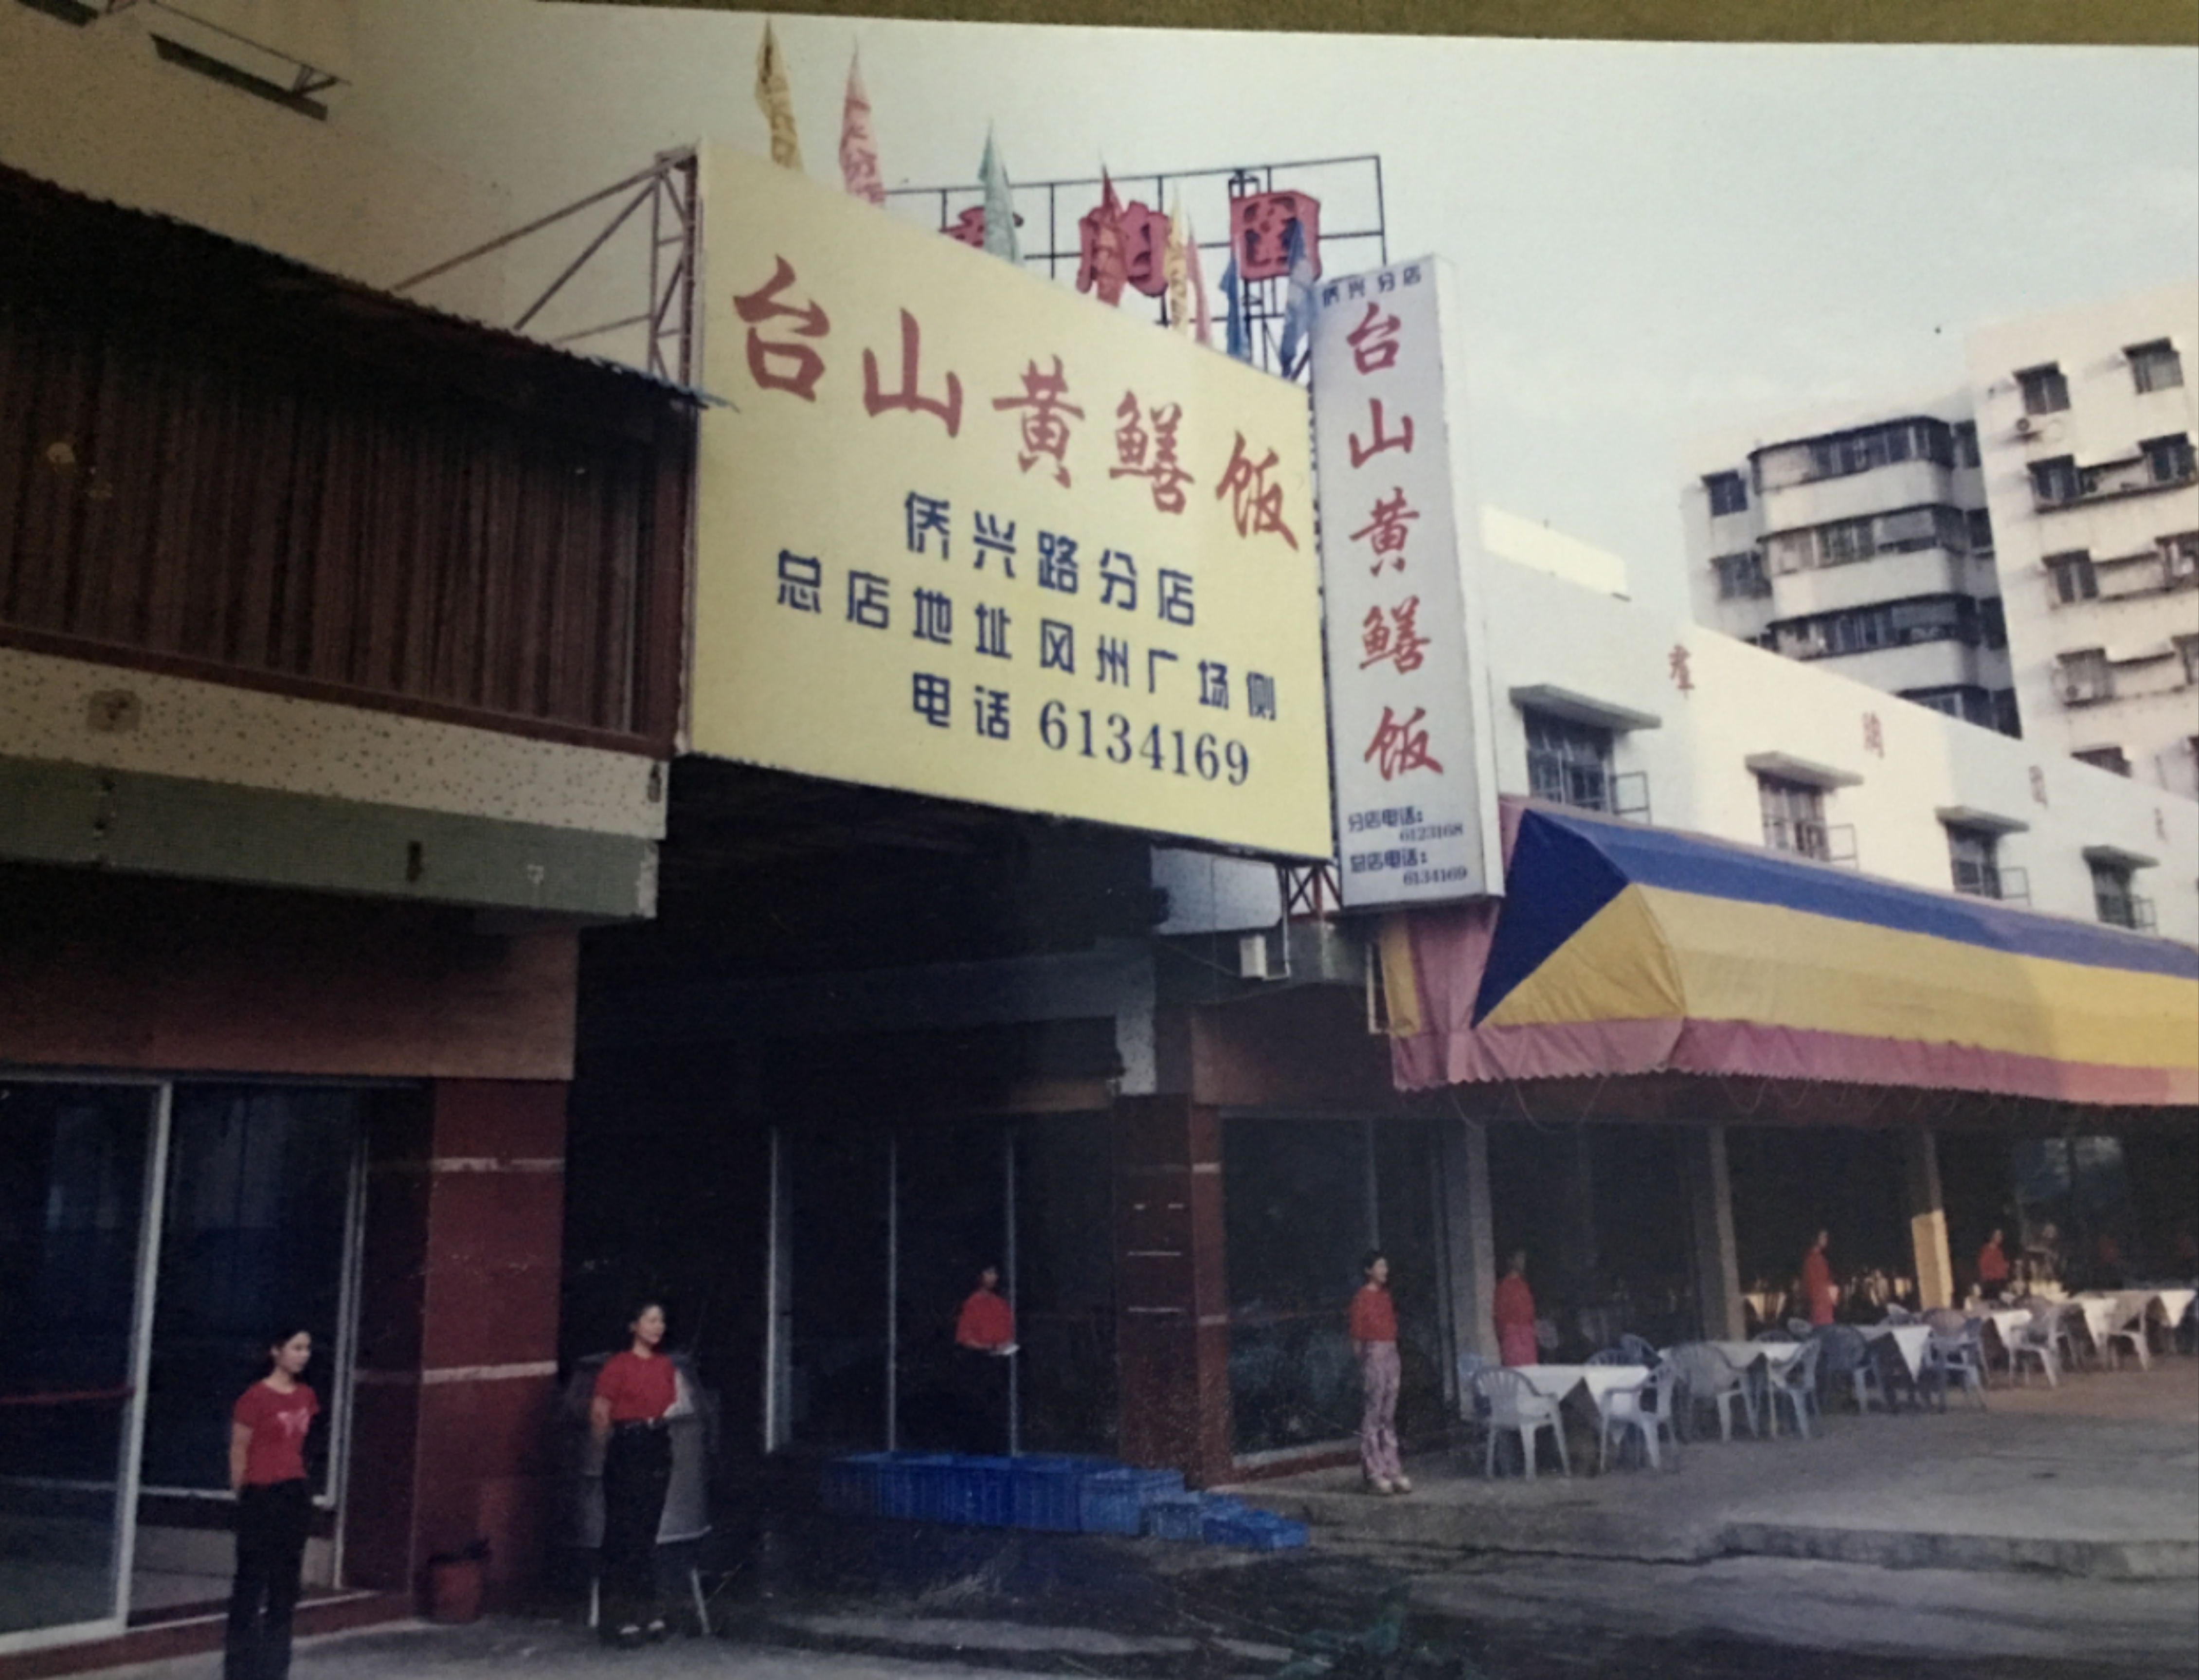 台山黄鳝饭
侨兴路分店
总店地址冈州广场侧
电话 6134169
侨兴分店
台山黄鳝饭
分店电话:
6123168
总店电话:
6134169